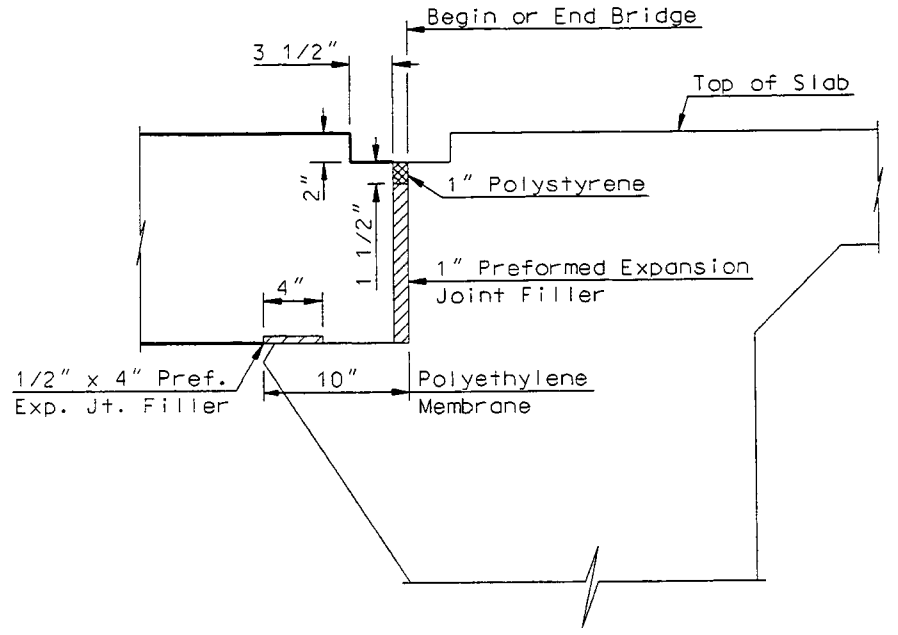 Begin or End Bridge
3 1/2"
Top of Slab
2"
1" Polystyrene
1 1/2"
1" Preformed Expansion
Joint Filler
4"
1/2" x 4" Pref.
Exp. Jt. Filler
10"
Polyethylene
Membrane